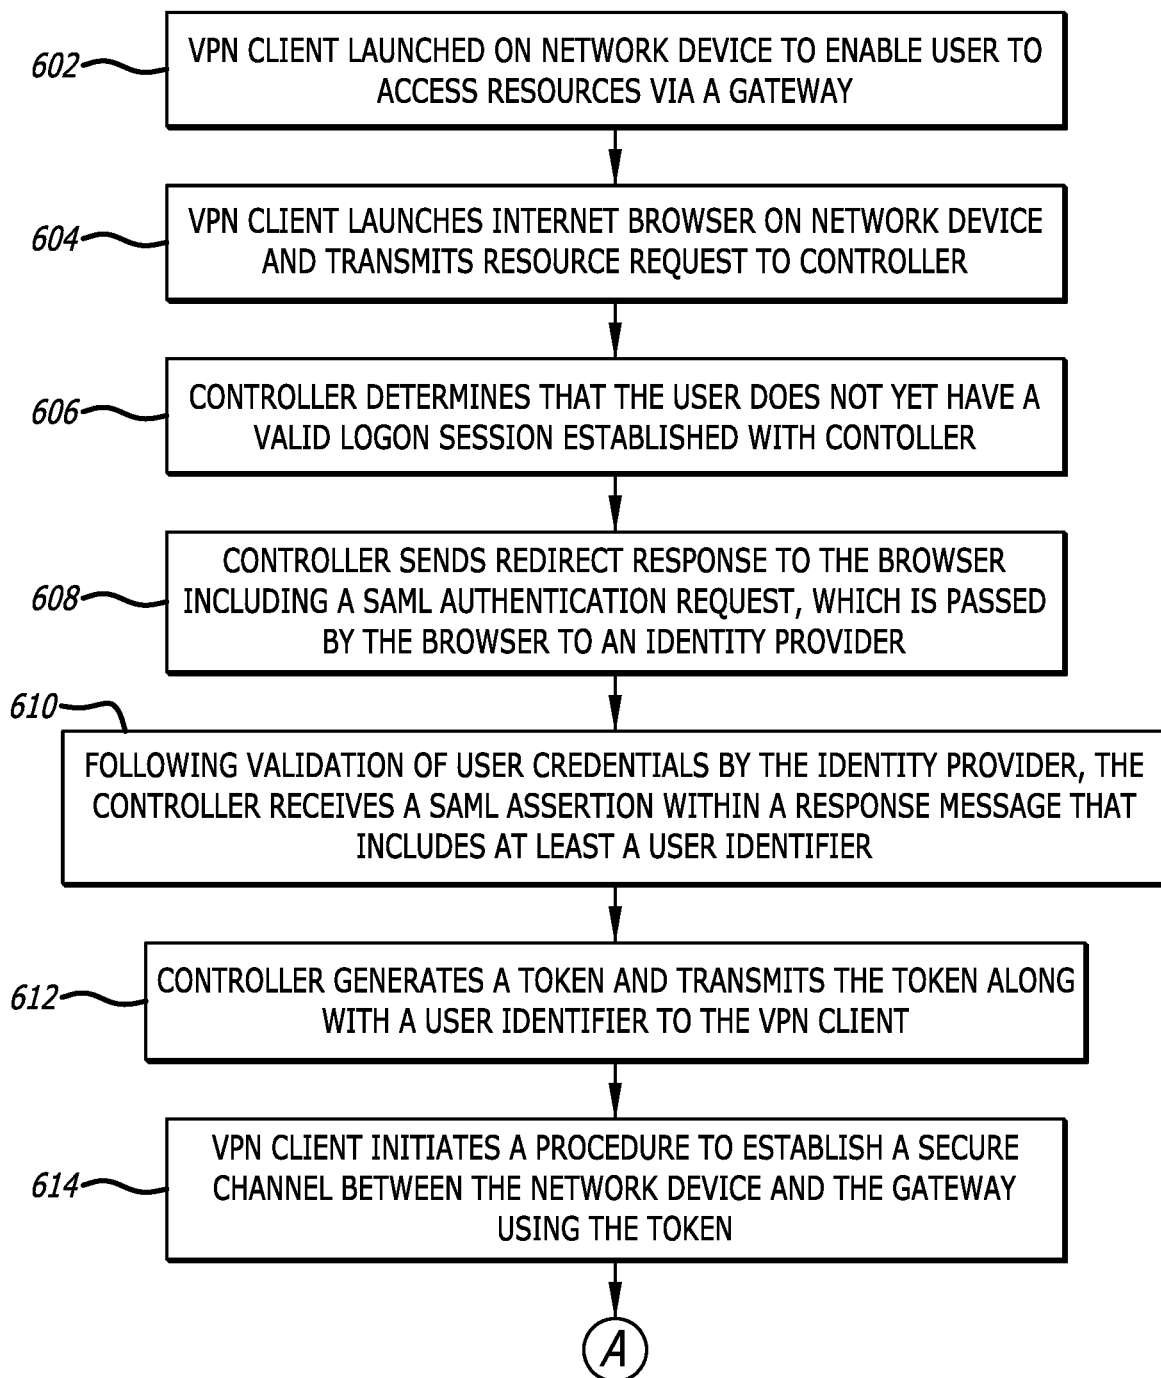 602
VPN CLIENT LAUNCHED ON NETWORK DEVICE TO ENABLE USER TO
ACCESS RESOURCES VIA A GATEWAY
604
VPN CLIENT LAUNCHES INTERNET BROWSER ON NETWORK DEVICE
AND TRANSMITS RESOURCE REQUEST TO CONTROLLER
606
CONTROLLER DETERMINES THAT THE USER DOES NOT YET HAVE A
VALID LOGON SESSION ESTABLISHED WITH CONTOLLER
608
CONTROLLER SENDS REDIRECT RESPONSE TO THE BROWSER
INCLUDING A SAML AUTHENTICATION REQUEST, WHICH IS PASSED
BY THE BROWSER TO AN IDENTITY PROVIDER
610
FOLLOWING VALIDATION OF USER CREDENTIALS BY THE IDENTITY PROVIDER, THE
CONTROLLER RECEIVES A SAML ASSERTION WITHIN A RESPONSE MESSAGE THAT
INCLUDES AT LEAST A USER IDENTIFIER
612
CONTROLLER GENERATES A TOKEN AND TRANSMITS THE TOKEN ALONG
WITH A USER IDENTIFIER TO THE VPN CLIENT
614
VPN CLIENT INITIATES A PROCEDURE TO ESTABLISH A SECURE
CHANNEL BETWEEN THE NETWORK DEVICE AND THE GATEWAY
USING THE TOKEN
A